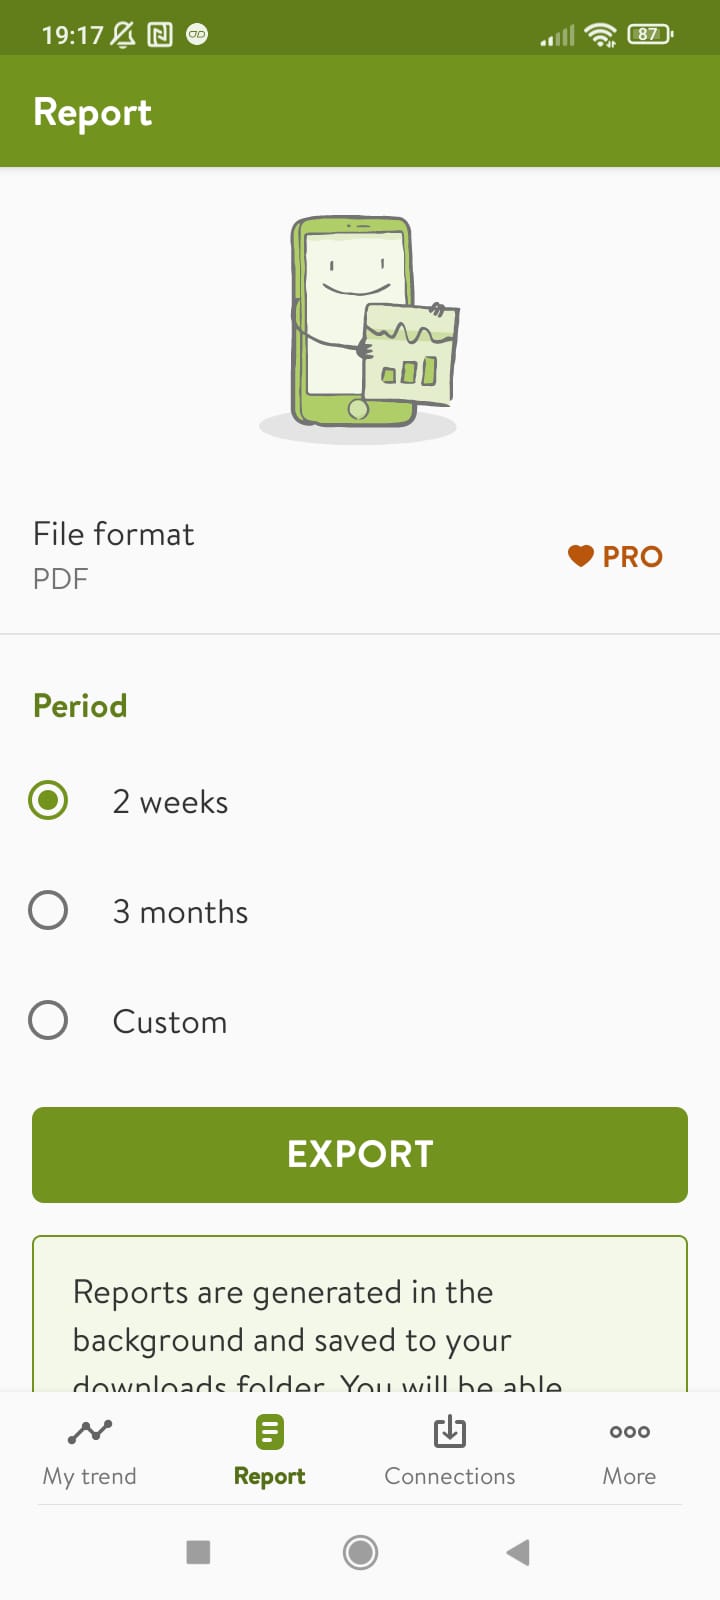 19:17
87
Report
File format
PDF
PRO
Period
2 weeks
3 months
Custom
EXPORT
Reports are generated in the
background and saved to your
downloads folder. You will be able
My trend
Report
Connections
More